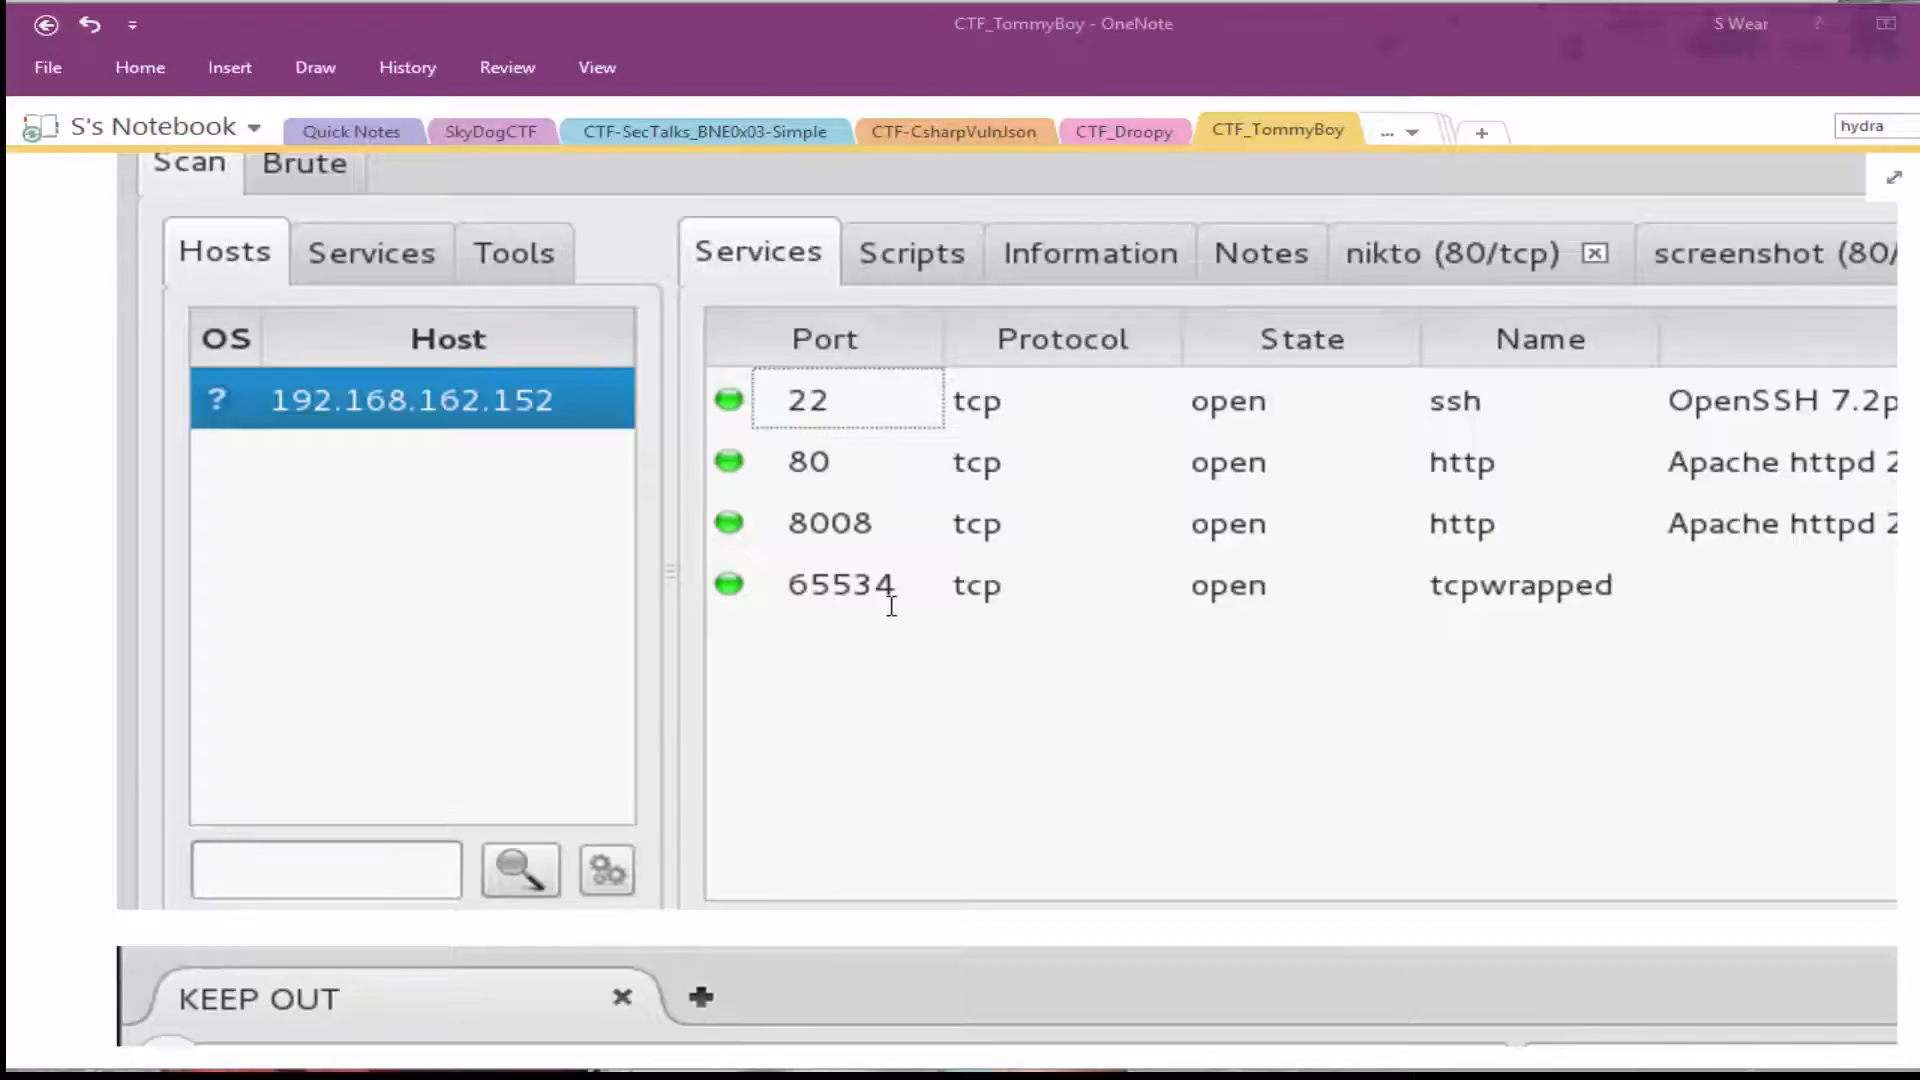 CTF_TommyBoy - OneNote
S Wear
?
File Home Insert Draw History Review View
S's Notebook
Quick Notes SkyDogCTF CTF-SecTalks_BNE0x03-Simple CTF-CsharpVulnJson CTF_Droopy CTF_TommyBoy ... +
hydra
Scan Brute
Hosts Services Tools
Services Scripts Information Notes nikto (80/tcp) screenshot (80/
OS Host
? 192.168.162.152
Port Protocol State Name
22 tcp open ssh OpenSSH 7.2p
80 tcp open http Apache httpd 2
8008 tcp open http Apache httpd 2
65534 tcp open tcpwrapped
KEEP OUT